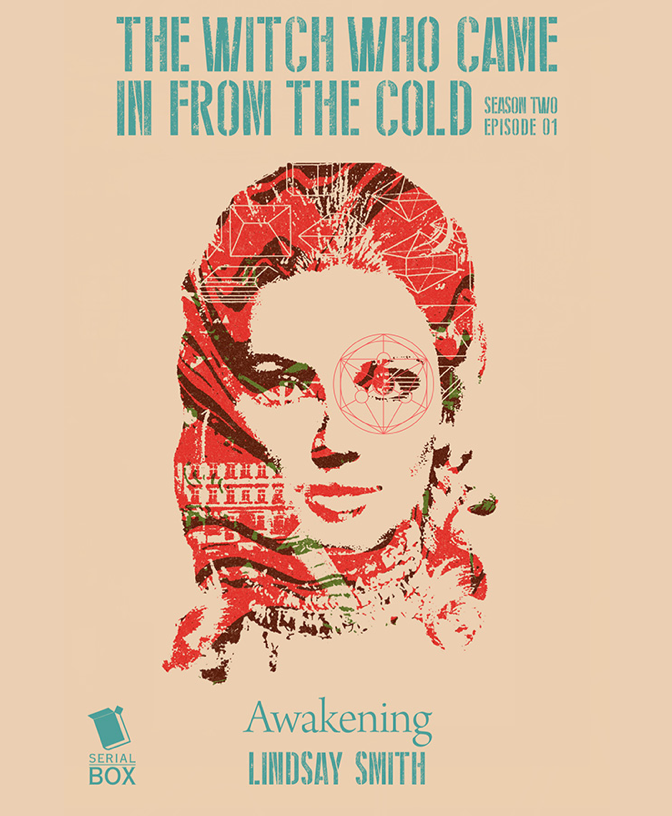 THE WITCH WHO CAME
IN FROM THE COLD
SEASON TWO
EPISODE 01
Awakening
LINDSAY SMITH
SERIAL
BOX